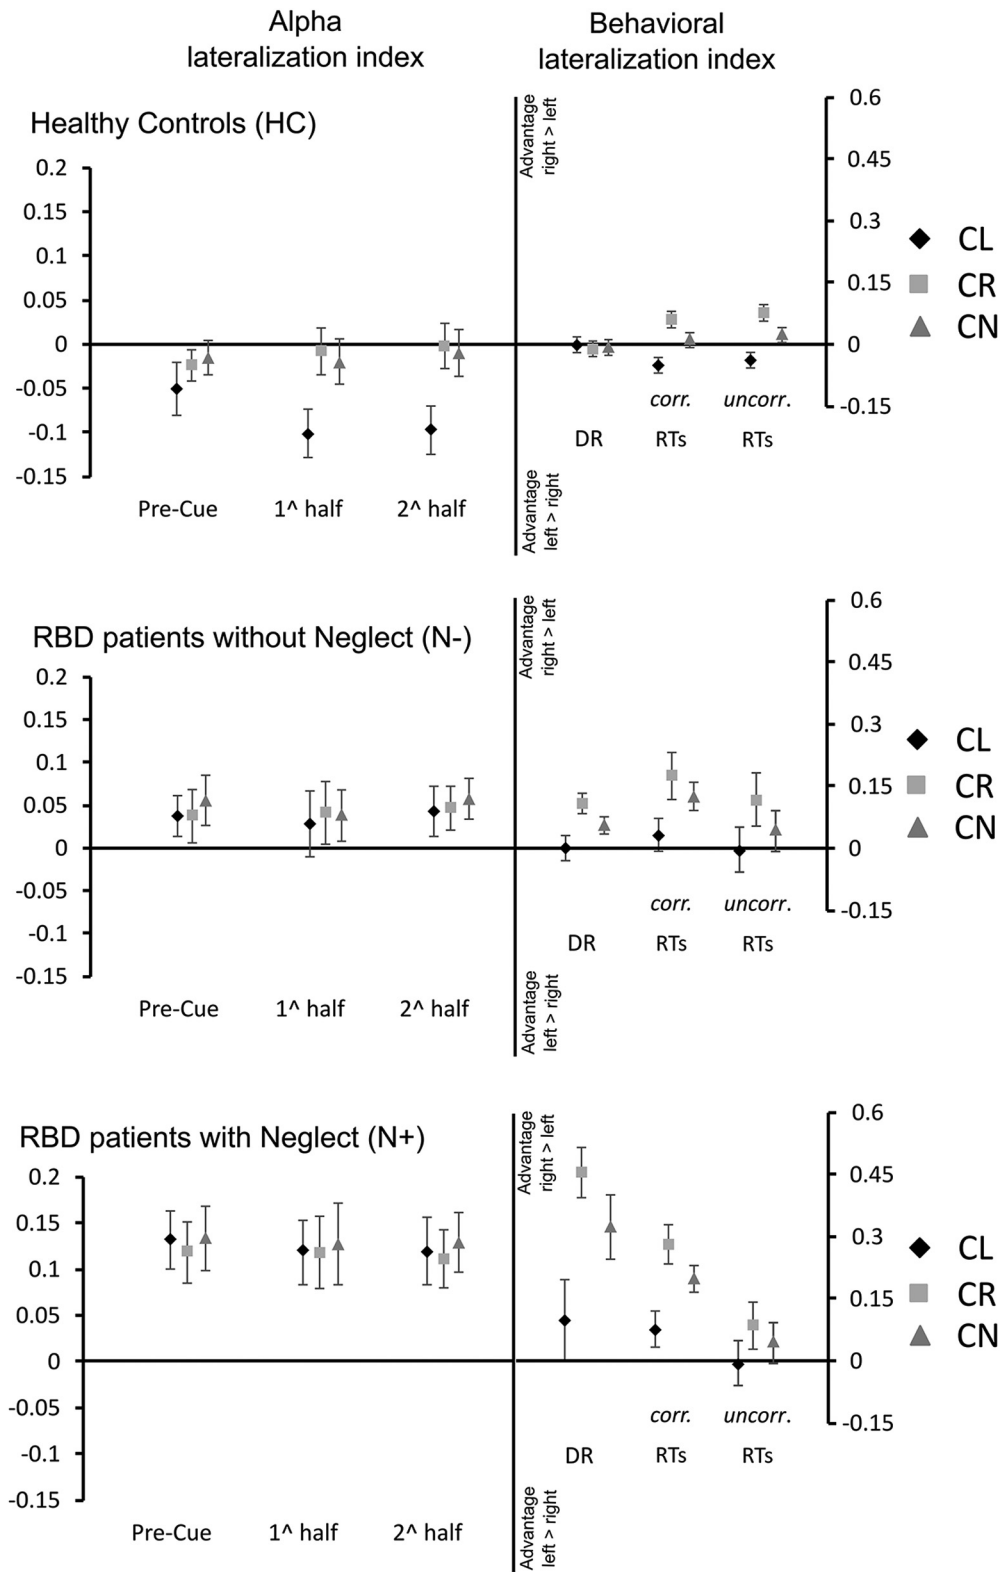 Alpha
lateralization index
Behavioral
lateralization index
Healthy Controls (HC)
Advantage
right > left
0.2
0.15
0.1
0.05
0
-0.05
-0.1
-0.15
Pre-Cue
1^ half
2^ half
0.6
0.45
0.3
0.15
0
-0.15
corr.
uncorr.
DR
RTs
RTs
Advantage
left > right
CL
CR
CN
RBD patients without Neglect (N-)
Advantage
right > left
0.2
0.15
0.1
0.05
0
-0.05
-0.1
-0.15
Pre-Cue
1^ half
2^ half
0.6
0.45
0.3
0.15
0
-0.15
corr.
uncorr.
DR
RTs
RTs
Advantage
left > right
CL
CR
CN
RBD patients with Neglect (N+)
Advantage
right > left
0.2
0.15
0.1
0.05
0
-0.05
-0.1
-0.15
Pre-Cue
1^ half
2^ half
0.6
0.45
0.3
0.15
0
-0.15
corr.
uncorr.
DR
RTs
RTs
Advantage
left > right
CL
CR
CN